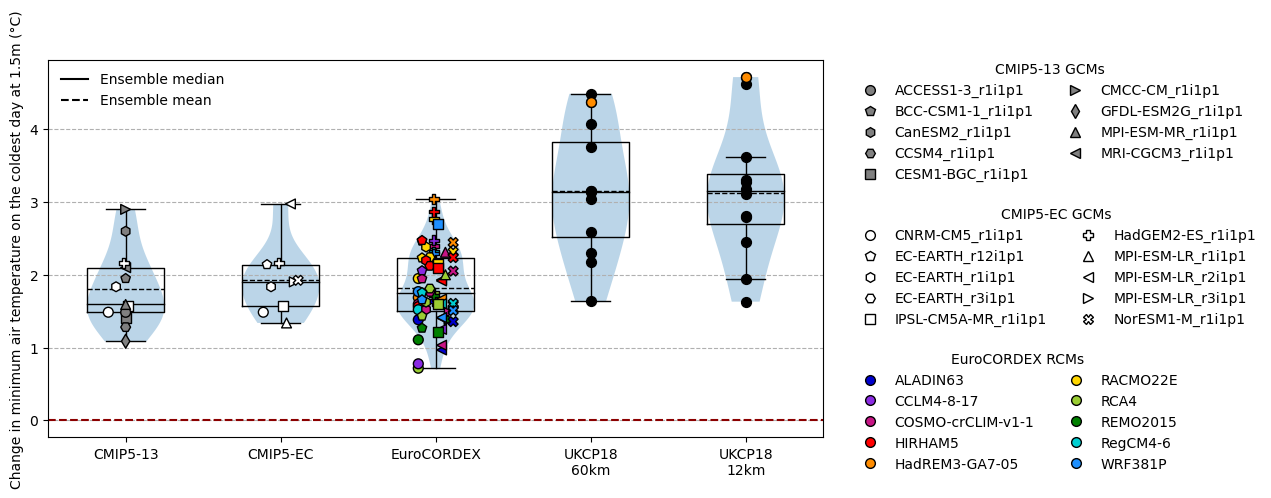 Change in minimum air temperature on the coldest day at 1.5m (°C)
Ensemble median
Ensemble mean
4
3
2
1
0
CMIP5-13
CMIP5-EC
EuroCORDEX
UKCP18
60km
UKCP18
12km
CMIP5-13 GCMs
ACCESS1-3_r1i1p1
BCC-CSM1-1_r1i1p1
CanESM2_r1i1p1
CCSM4_r1i1p1
CESM1-BGC_r1i1p1
CMCC-CM_r1i1p1
GFDL-ESM2G_r1i1p1
MPI-ESM-MR_r1i1p1
MRI-CGCM3_r1i1p1
CMIP5-EC GCMs
CNRM-CM5_r1i1p1
EC-EARTH_r12i1p1
EC-EARTH_r1i1p1
EC-EARTH_r3i1p1
IPSL-CM5A-MR_r1i1p1
HadGEM2-ES_r1i1p1
MPI-ESM-LR_r1i1p1
MPI-ESM-LR_r2i1p1
MPI-ESM-LR_r3i1p1
NorESM1-M_r1i1p1
EuroCORDEX RCMs
ALADIN63
CCLM4-8-17
COSMO-crCLIM-v1-1
HIRHAM5
HadREM3-GA7-05
RACMO22E
RCA4
REMO2015
RegCM4-6
WRF381P